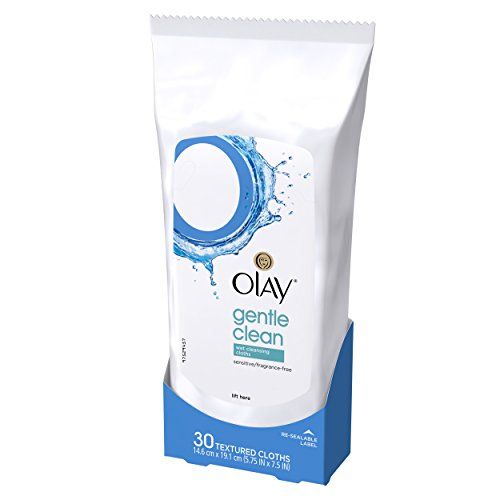 OLAY®
gentle
clean
wet cleansing
cloths
sensitive/fragrance-free
lift here
97529457
RE-SEALABLE
LABEL
30 TEXTURED CLOTHS
14.6 cm x 19.1 cm (5.75 IN x 7.5 IN)